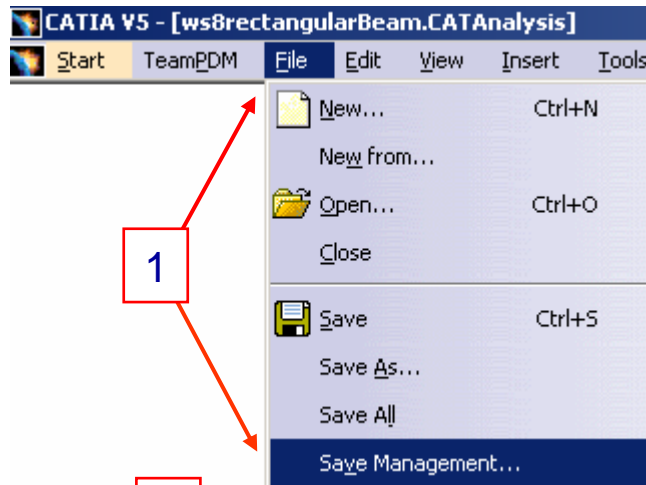 CATIA V5 - [ws8rectangularBeam.CATAnalysis]
Start TeamPDM File Edit View Insert Tools
New... Ctrl+N
New from...
Open... Ctrl+O
Close
1
Save Ctrl+S
Save As...
Save All
Save Management...